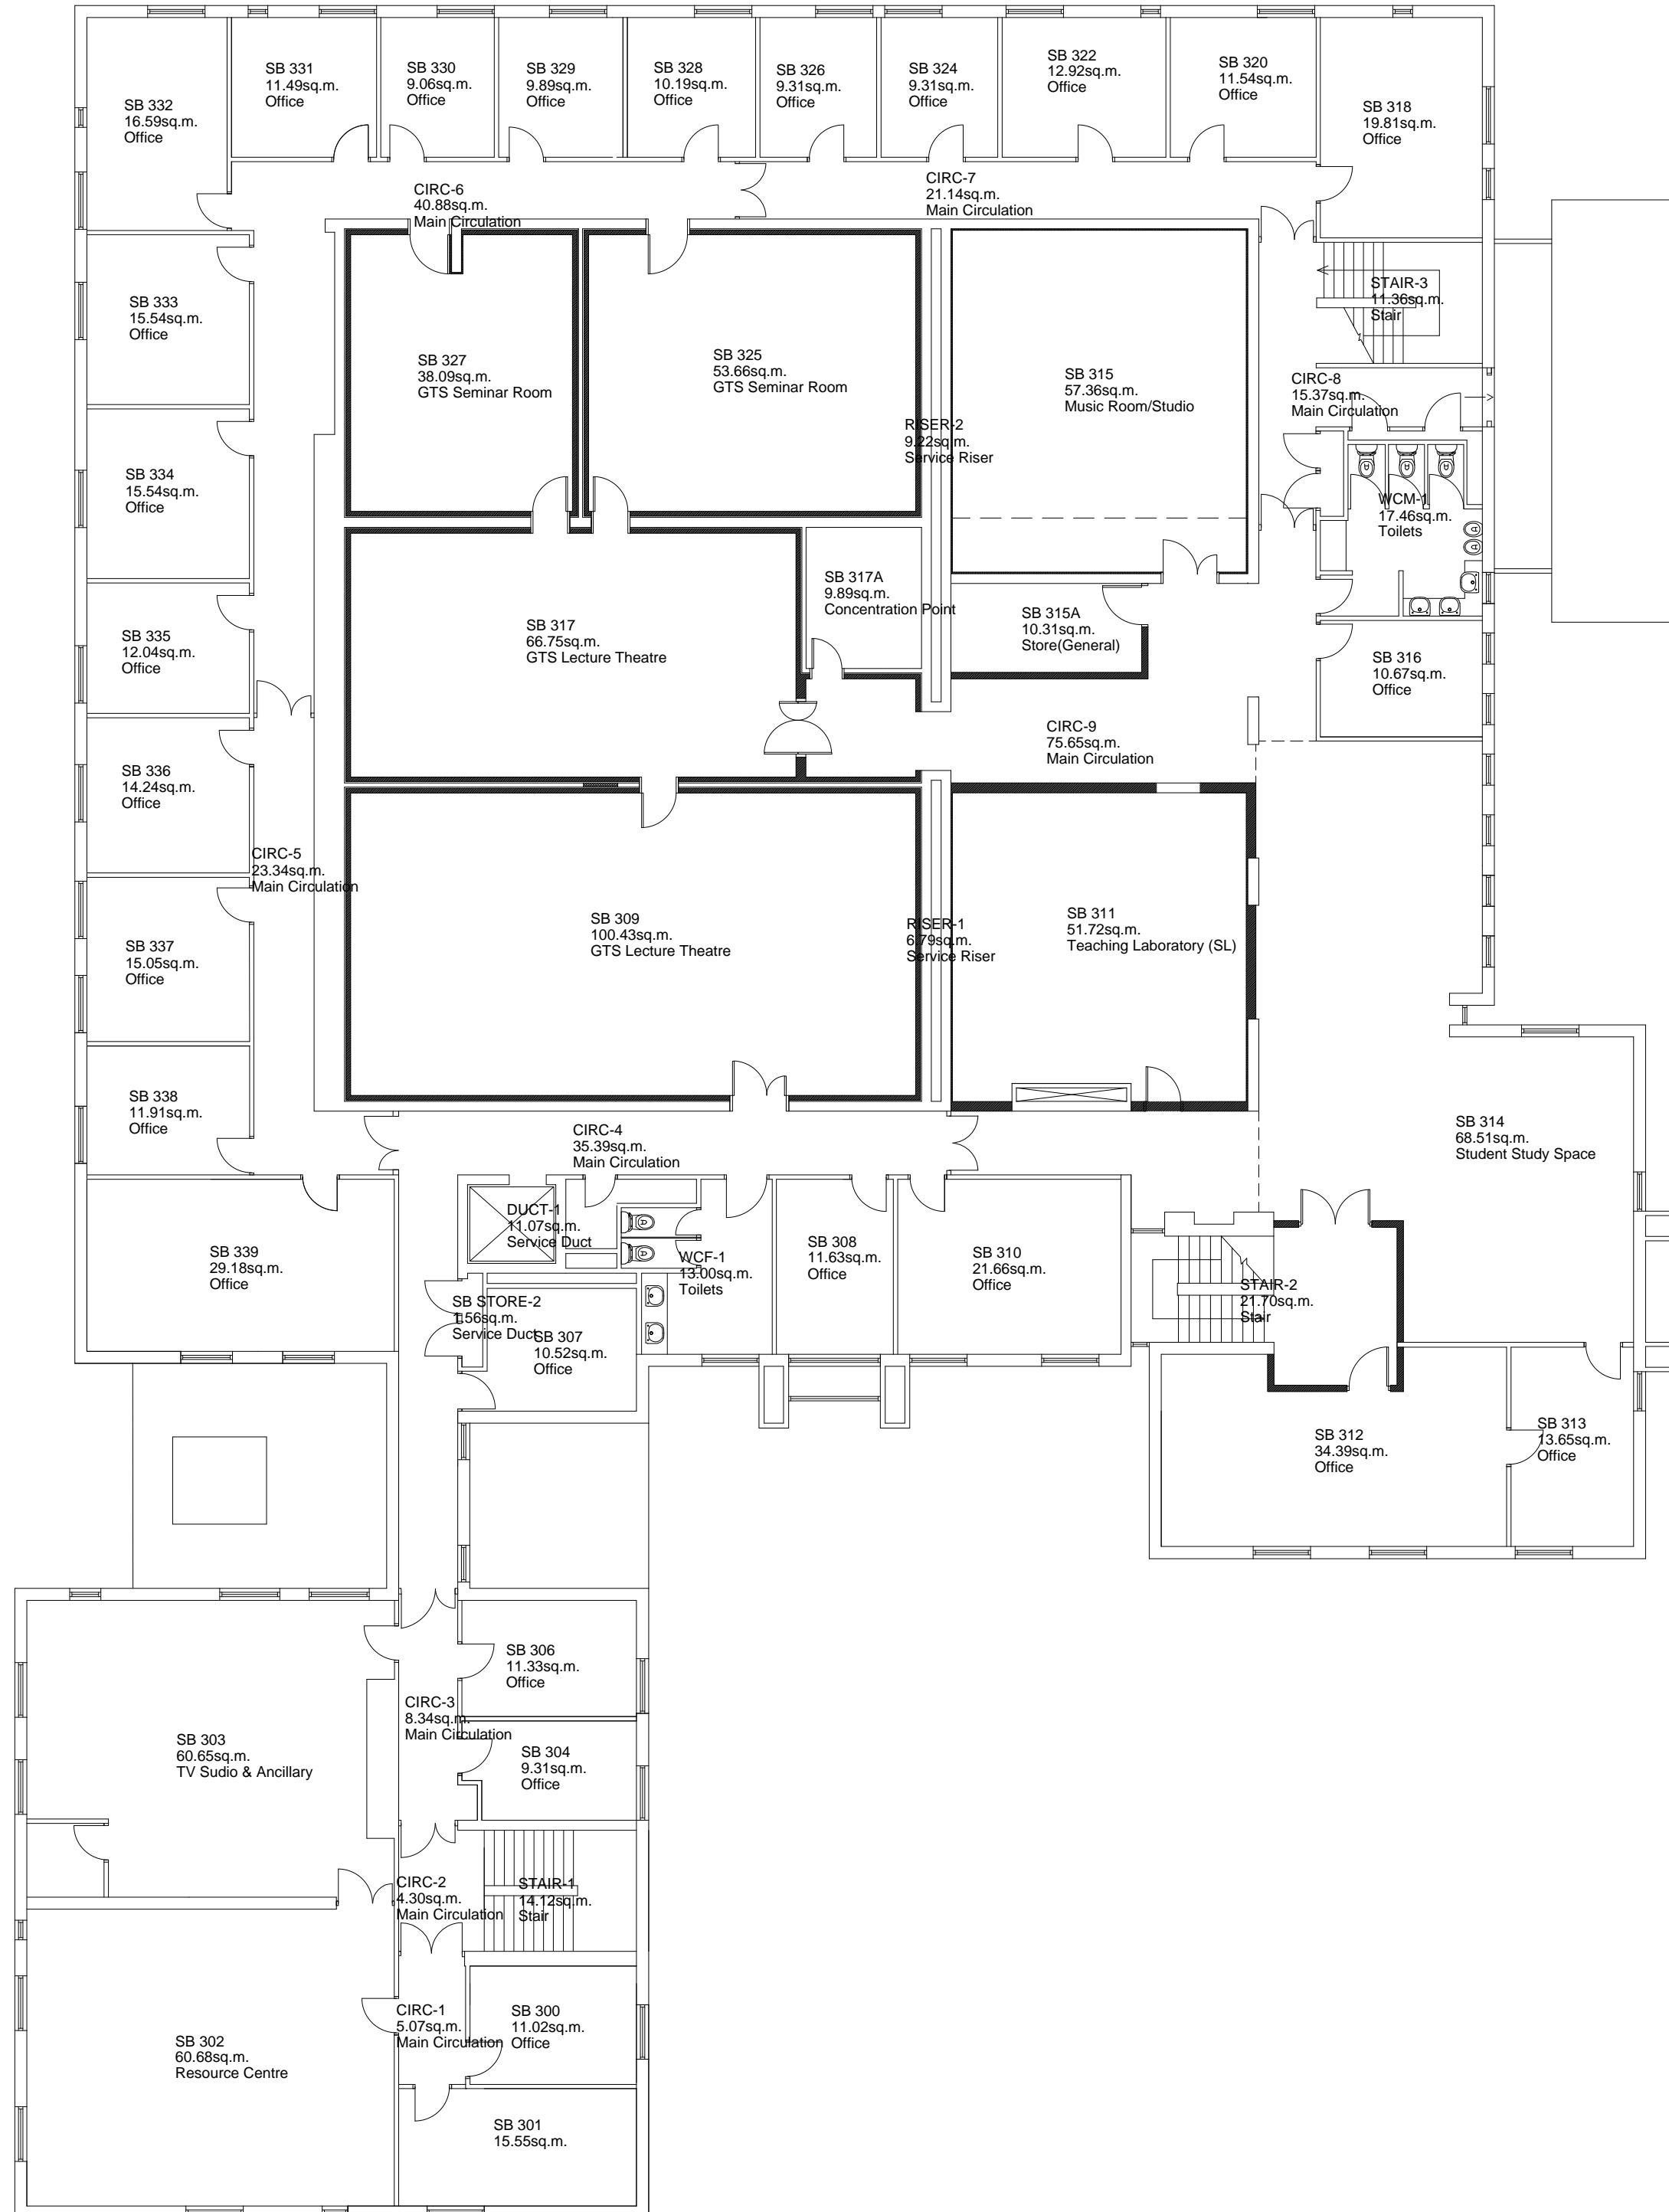 SB 331
11.49sq.m.
Office
SB 330
9.06sq.m.
Office
SB 329
9.89sq.m.
Office
SB 328
10.19sq.m.
Office
SB 326
9.31sq.m.
Office
SB 324
9.31sq.m.
Office
SB 322
12.92sq.m.
Office
SB 320
11.54sq.m.
Office
SB 332
16.59sq.m.
Office
SB 318
19.81sq.m.
Office
CIRC-6
40.88sq.m.
Main Circulation
CIRC-7
21.14sq.m.
Main Circulation
SB 333
15.54sq.m.
Office
STAIR-3
11.36sq.m.
Stair
SB 327
38.09sq.m.
GTS Seminar Room
SB 325
53.66sq.m.
GTS Seminar Room
SB 315
57.36sq.m.
Music Room/Studio
CIRC-8
15.37sq.m.
Main Circulation
RISER-2
9.22sq.m.
Service Riser
SB 334
15.54sq.m.
Office
WCM-1
17.46sq.m.
Toilets
SB 317A
9.89sq.m.
Concentration Point
SB 335
12.04sq.m.
Office
SB 317
66.75sq.m.
GTS Lecture Theatre
SB 315A
10.31sq.m.
Store(General)
SB 316
10.67sq.m.
Office
CIRC-9
75.65sq.m.
Main Circulation
SB 336
14.24sq.m.
Office
CIRC-5
23.34sq.m.
Main Circulation
SB 309
100.43sq.m.
GTS Lecture Theatre
RISER-1
6.79sq.m.
Service Riser
SB 311
51.72sq.m.
Teaching Laboratory (SL)
SB 337
15.05sq.m.
Office
SB 338
11.91sq.m.
Office
CIRC-4
35.39sq.m.
Main Circulation
SB 314
68.51sq.m.
Student Study Space
DUCT-1
11.07sq.m.
Service Duct
SB 339
29.18sq.m.
Office
WCF-1
13.00sq.m.
Toilets
SB 308
11.63sq.m.
Office
SB 310
21.66sq.m.
Office
STAIR-2
21.70sq.m.
Stair
SB STORE-2
1.56sq.m.
Service Duct
SB 307
10.52sq.m.
Office
SB 312
34.39sq.m.
Office
SB 313
13.65sq.m.
Office
SB 306
11.33sq.m.
Office
CIRC-3
8.34sq.m.
Main Circulation
SB 303
60.65sq.m.
TV Sudio & Ancillary
SB 304
9.31sq.m.
Office
CIRC-2
4.30sq.m.
Main Circulation
STAIR-1
14.12sq.m.
Stair
CIRC-1
5.07sq.m.
Main Circulation
SB 300
11.02sq.m.
Office
SB 302
60.68sq.m.
Resource Centre
SB 301
15.55sq.m.